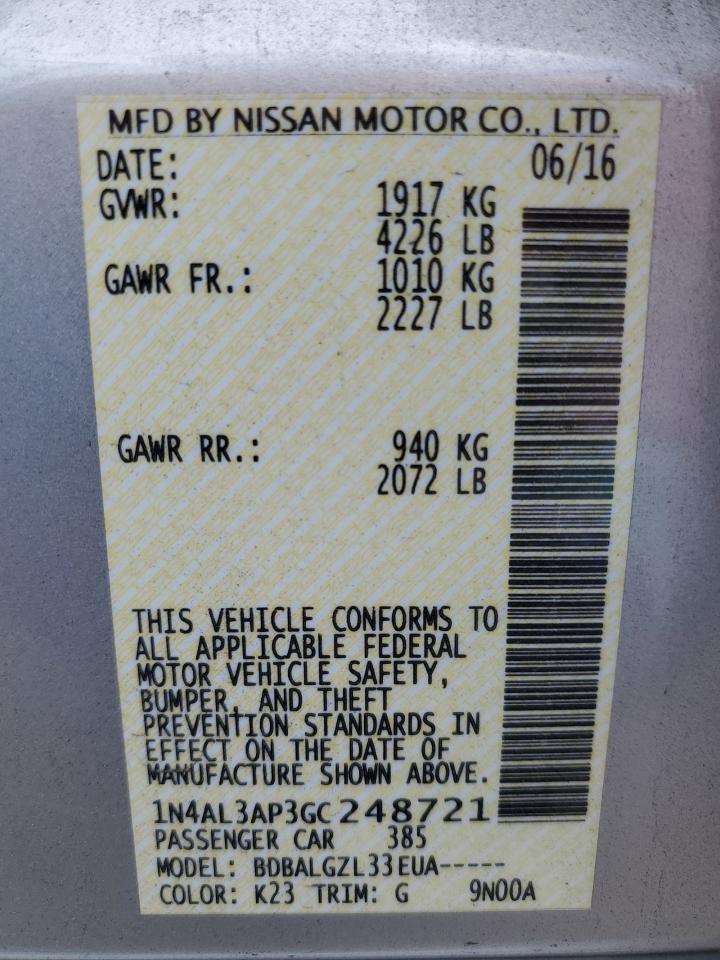 MFD BY NISSAN MOTOR CO., LTD.
DATE: 06/16
GVWR: 1917 KG
4226 LB
GAWR FR.: 1010 KG
2227 LB
GAWR RR.: 940 KG
2072 LB
THIS VEHICLE CONFORMS TO
ALL APPLICABLE FEDERAL
MOTOR VEHICLE SAFETY,
BUMPER, AND THEFT
PREVENTION STANDARDS IN
EFFECT ON THE DATE OF
MANUFACTURE SHOWN ABOVE.
1N4AL3AP3GC248721
PASSENGER CAR 385
MODEL: BDBALGZL33EUA-----
COLOR: K23 TRIM: G 9N00A